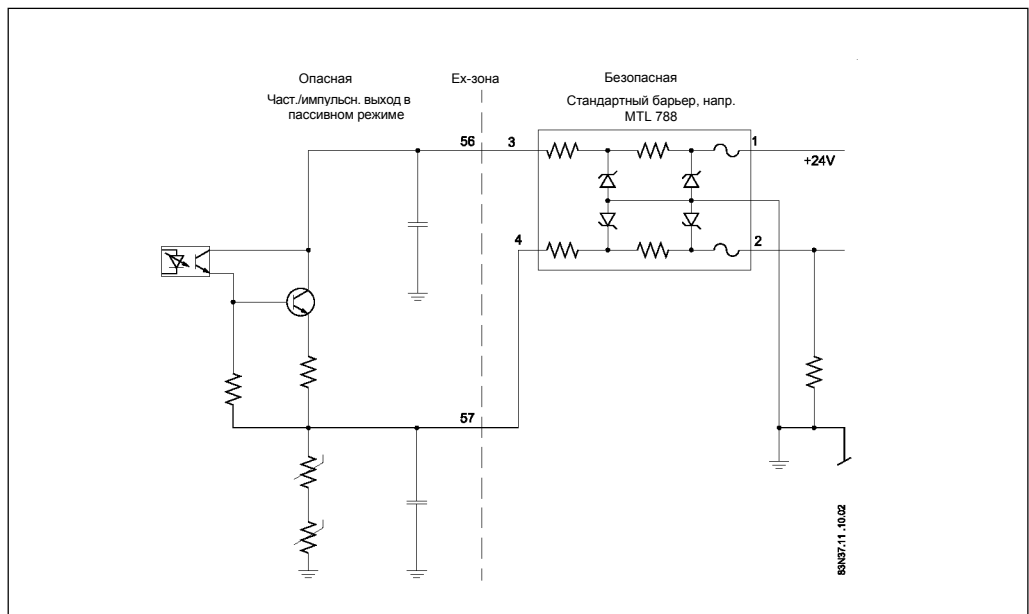 Опасная
Ex-зона
Безопасная
Част./импульсн. выход в
пассивном режиме
Стандартный барьер, напр.
MTL 788
56
3
1
+24V
4
2
57
83N37.11 .10.02